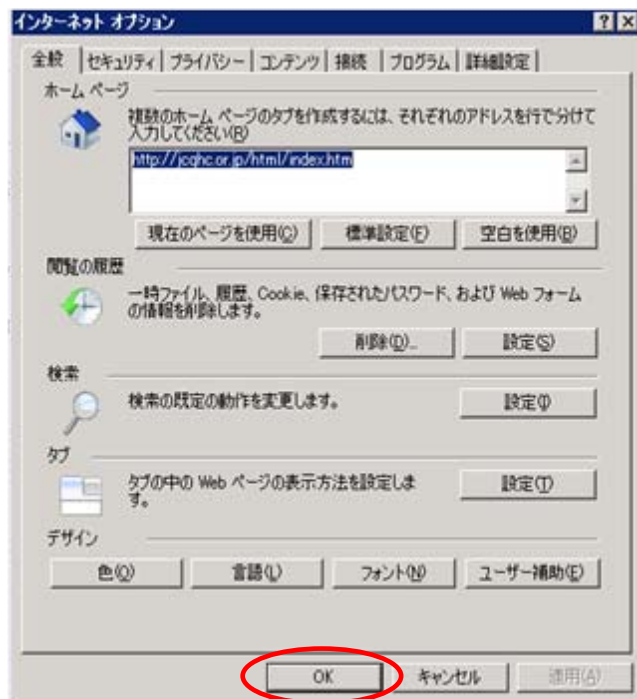 インターネット オプション
全般 セキュリティ プライバシー コンテンツ 接続 プログラム 詳細設定
ホーム ページ
複数のホーム ページのタブを作成するには、それぞれのアドレスを行で分けて
入力してください(R)
http://jcqhc.or.jp/html/index.htm
現在のページを使用(C) 標準設定(F) 空白を使用(B)
閲覧の履歴
一時ファイル、履歴、Cookie、保存されたパスワード、および Web フォーム
の情報を削除します。
削除(D)... 設定(S)
検索
検索の既定の動作を変更します。
設定(I)
タブ
タブの中の Web ページの表示方法を設定しま
す。
設定(T)
デザイン
色(O) 言語(L) フォント(N) ユーザー補助(E)
OK キャンセル 適用(A)